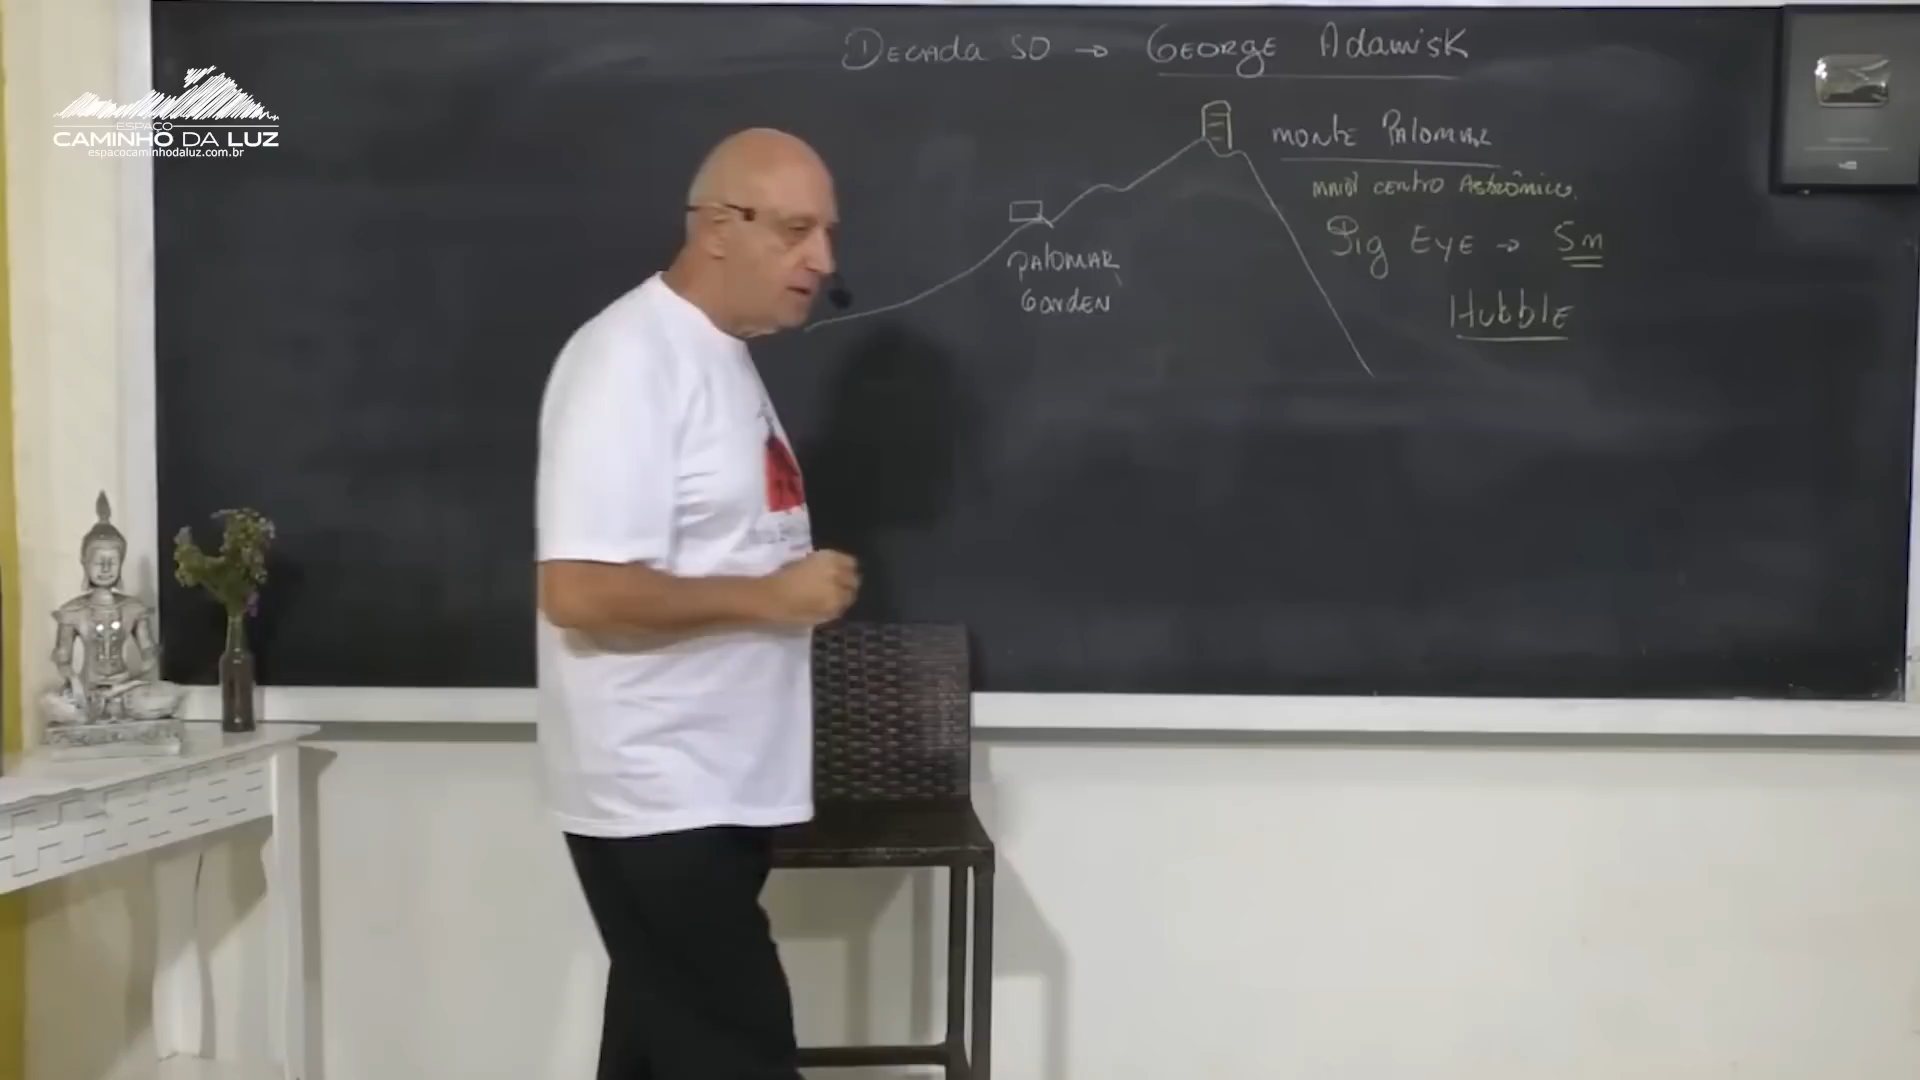 ESPAÇO
CAMINHO DA LUZ
espacocaminhodaluz.com.br
DECADA 50 → GEORGE AdamiSK
MONTE PALOMAR
MAIOR CENTRO ASTRÔNICO.
BIG EYE → 5m
HUbblE
PALOMAR
GARDEN